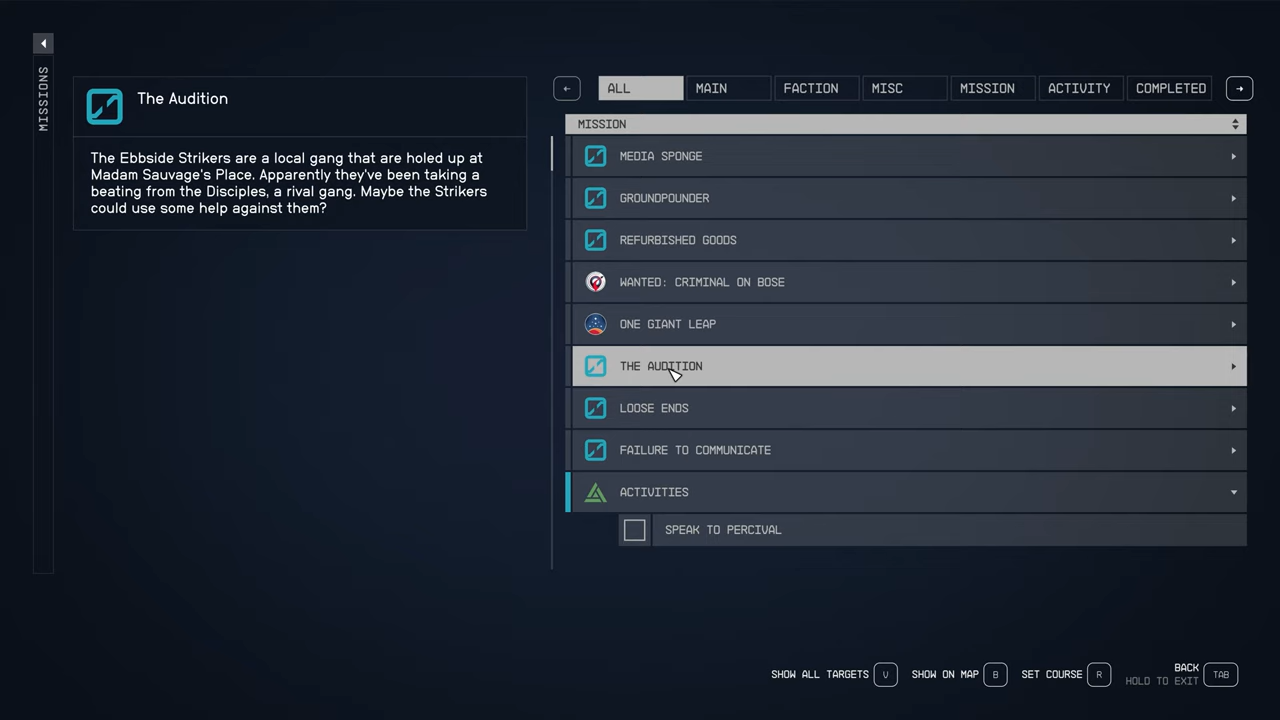 MISSIONS
The Audition
The Ebbside Strikers are a local gang that are holed up at
Madam Sauvage's Place. Apparently they've been taking a
beating from the Disciples, a rival gang. Maybe the Strikers
could use some help against them?
ALL MAIN FACTION MISC MISSION ACTIVITY COMPLETED
MISSION
MEDIA SPONGE
GROUNDPOUNDER
REFURBISHED GOODS
WANTED: CRIMINAL ON BOSE
ONE GIANT LEAP
THE AUDITION
LOOSE ENDS
FAILURE TO COMMUNICATE
ACTIVITIES
SPEAK TO PERCIVAL
SHOW ALL TARGETS V SHOW ON MAP B SET COURSE R BACK TAB
HOLD TO EXIT